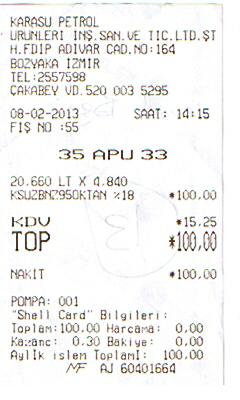 KARASU PETROL
URUNLERI INŞ.SAN.VE TIC.LTD.ŞT
H.EDIP ADIVAR CAD.NO:164
BOZYAKA IZMIR
TEL:2557598
ÇAKABEY VD.520 003 5295
08-02-2013 SAAT: 14:15
FIŞ NO :55
35 APU 33
20.660 LT X 4.840
KSUZBNZ95OKTAN %18 *100,00
KDV *15,25
TOP *100,00
NAKIT *100,00
POMPA: 001
"Shell Card" Bilgileri:
Toplam:100.00 Harcama: 0.00
Kazanc: 0.30 Bakiye: 0.00
Aylik islem ToplamI: 100.00
MF AJ 60401664